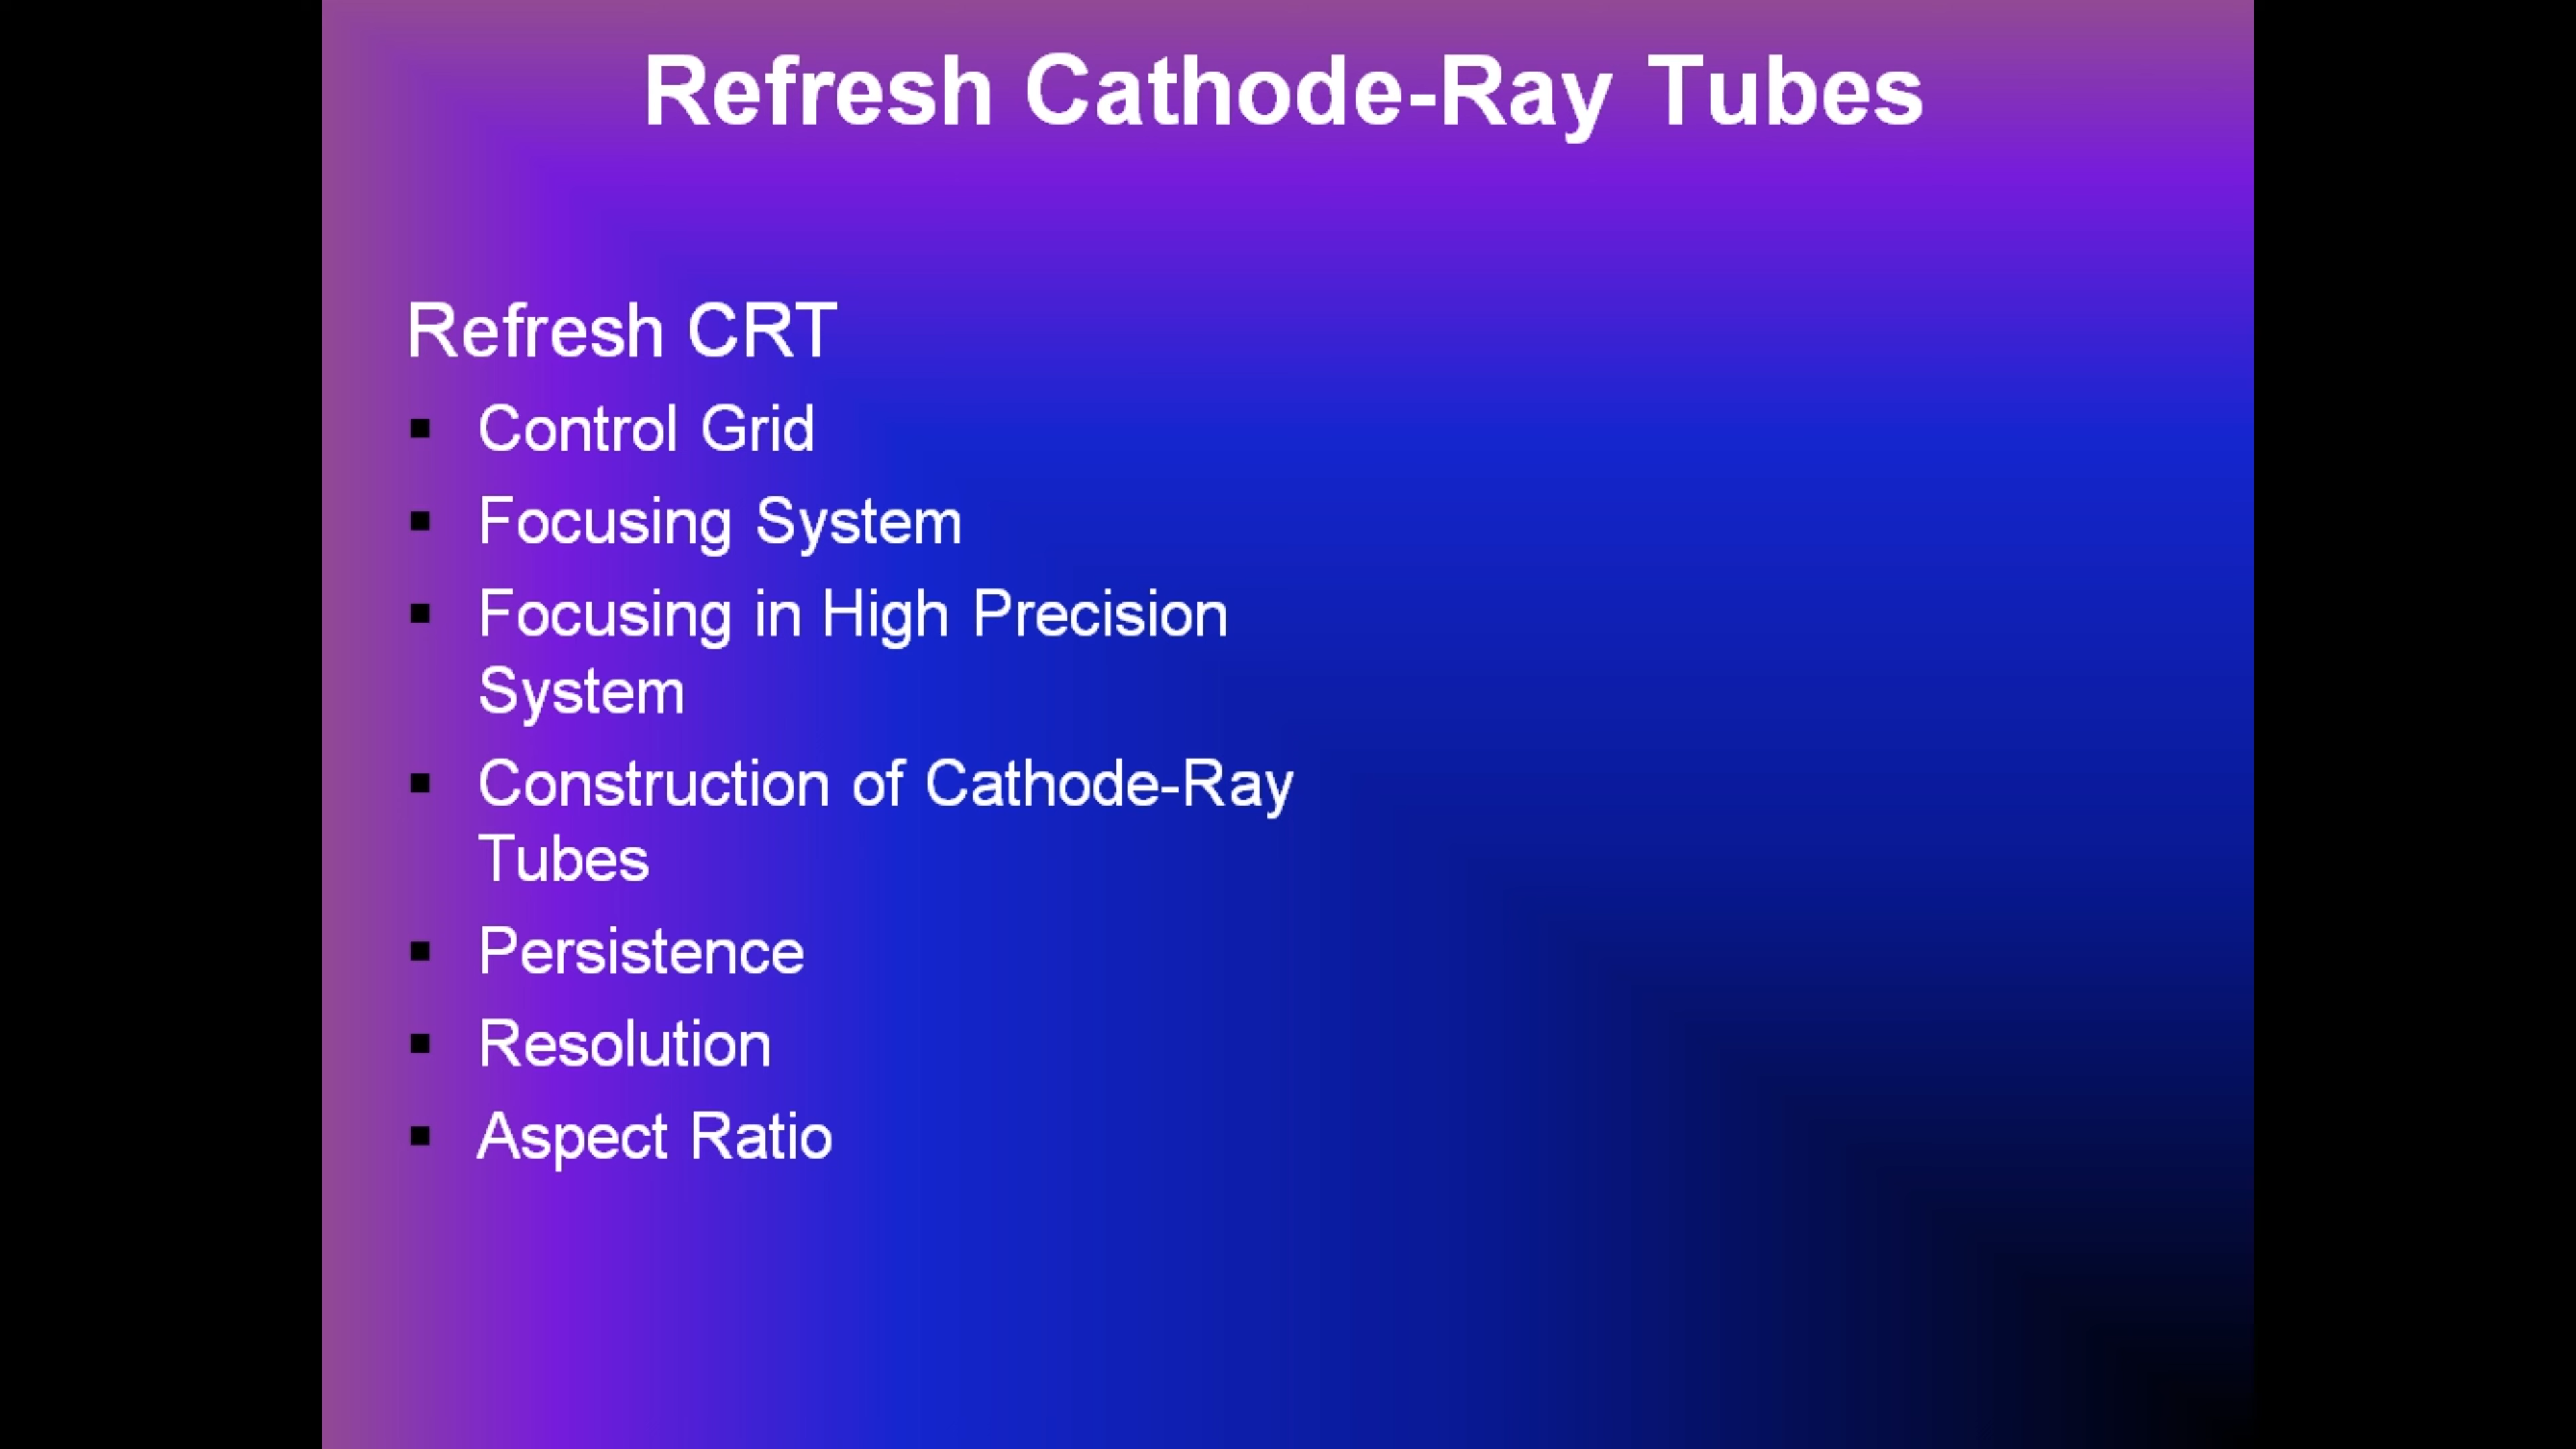 Refresh Cathode-Ray Tubes
Refresh CRT
▪ Control Grid
▪ Focusing System
▪ Focusing in High Precision
System
▪ Construction of Cathode-Ray
Tubes
▪ Persistence
▪ Resolution
▪ Aspect Ratio